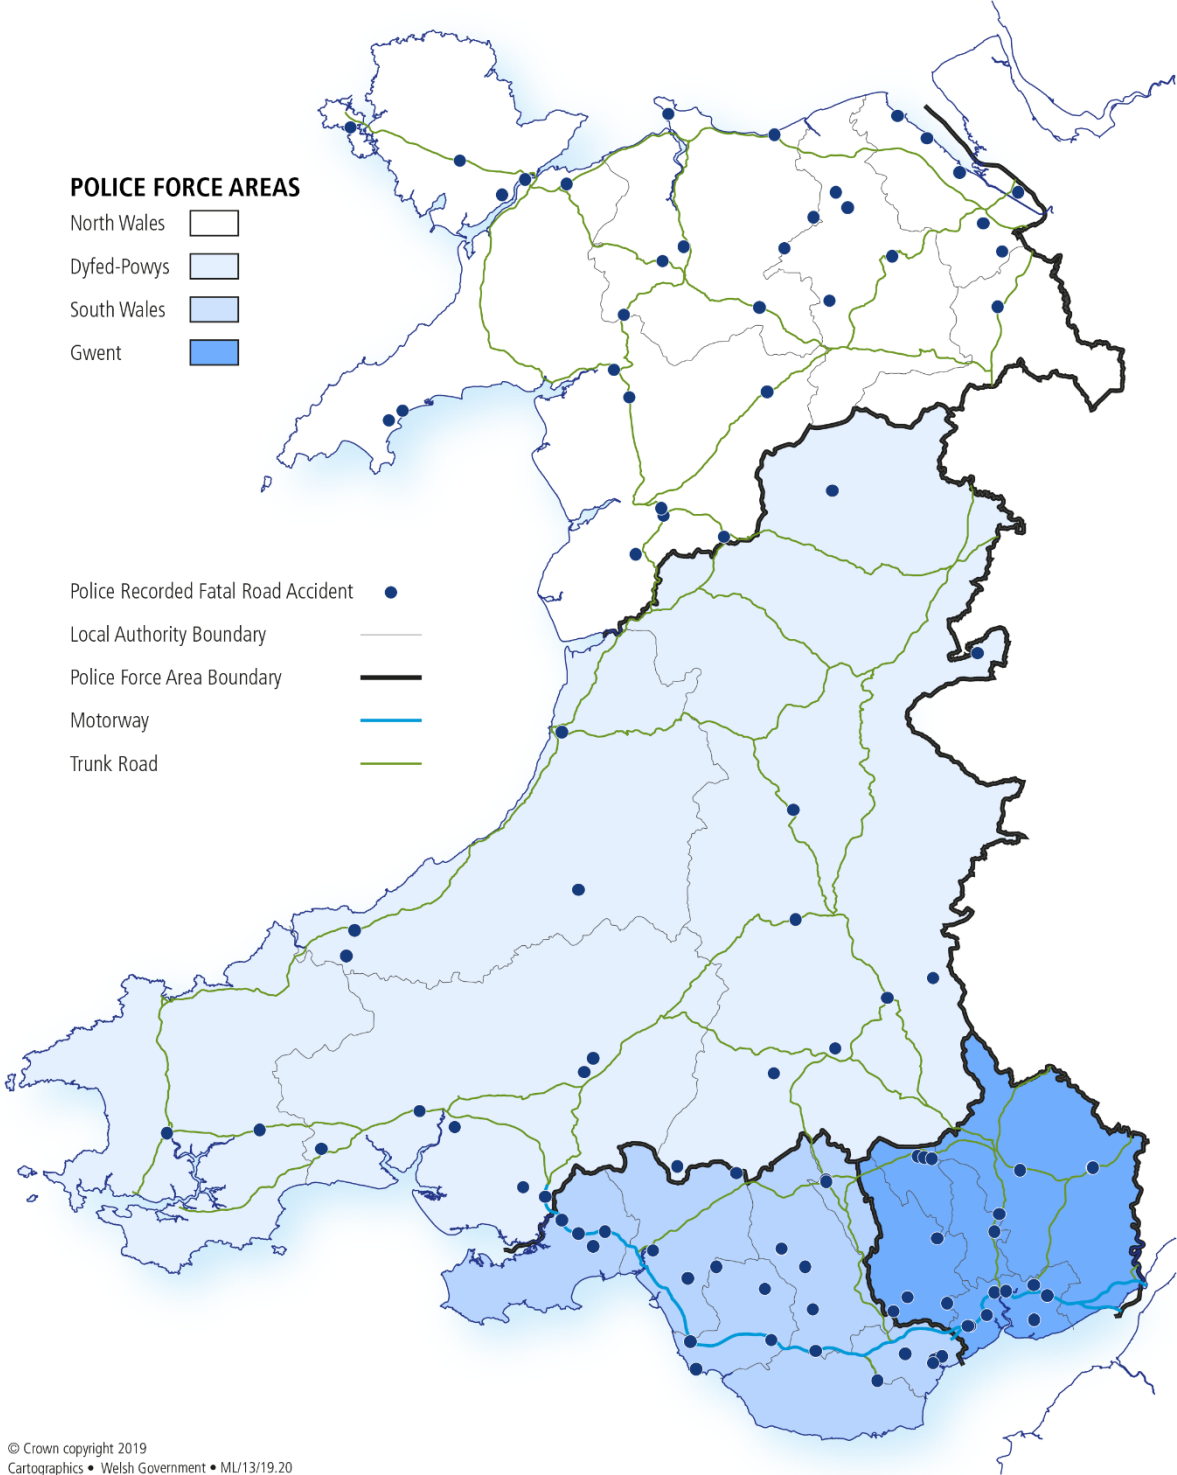 POLICE FORCE AREAS
North Wales
Dyfed-Powys
South Wales
Gwent
Police Recorded Fatal Road Accident
Local Authority Boundary
Police Force Area Boundary
Motorway
Trunk Road
© Crown copyright 2019
Cartographics • Welsh Government • ML/13/19.20